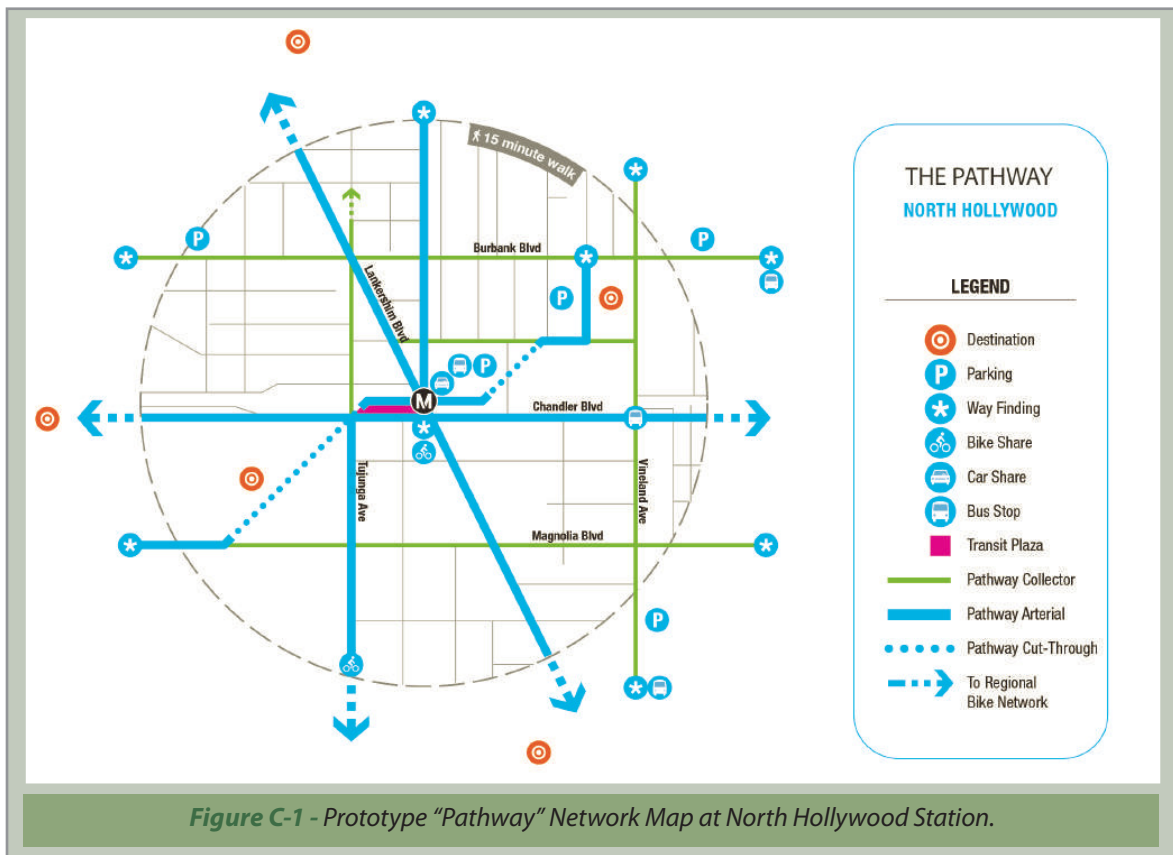 15 minute walk
P
P
Burbank Blvd
Lankershim Blvd
P
P
M
Chandler Blvd
Tujunga Ave
Vineland Ave
Magnolia Blvd
P
THE PATHWAY
NORTH HOLLYWOOD
LEGEND
Destination
P Parking
Way Finding
Bike Share
Car Share
Bus Stop
Transit Plaza
Pathway Collector
Pathway Arterial
Pathway Cut-Through
To Regional
Bike Network
Figure C-1 - Prototype “Pathway” Network Map at North Hollywood Station.